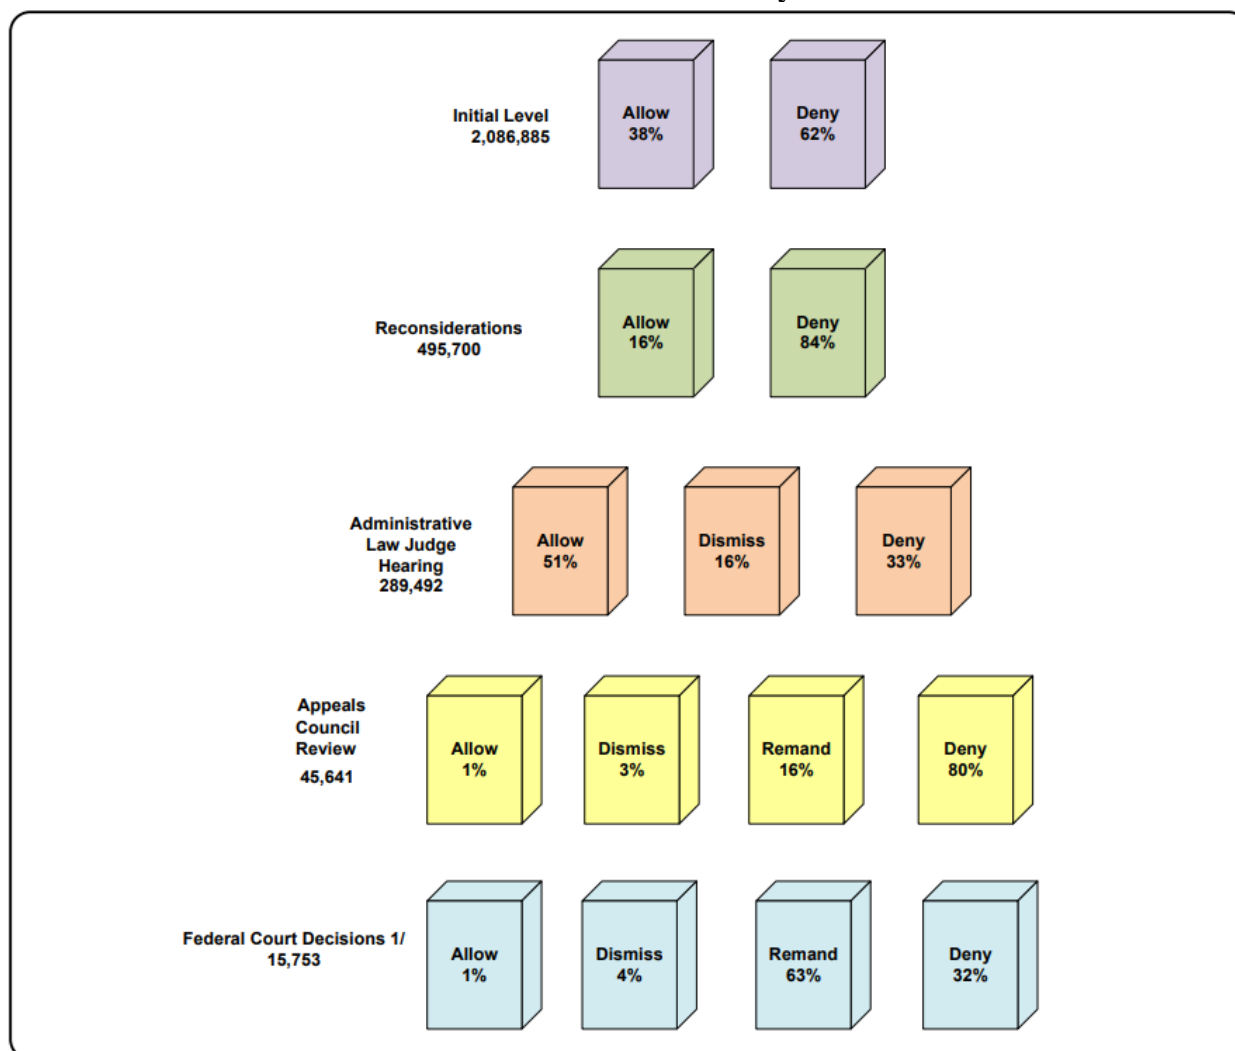 Initial Level
2,086,885
Allow
38%
Deny
62%
Reconsiderations
495,700
Allow
16%
Deny
84%
Administrative
Law Judge
Hearing
289,492
Allow
51%
Dismiss
16%
Deny
33%
Appeals
Council
Review
45,641
Allow
1%
Dismiss
3%
Remand
16%
Deny
80%
Federal Court Decisions 1/
15,753
Allow
1%
Dismiss
4%
Remand
63%
Deny
32%